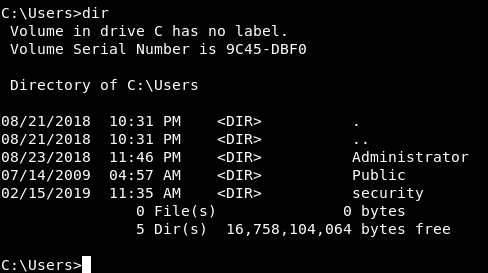 C:\Users>dir
 Volume in drive C has no label.
 Volume Serial Number is 9C45-DBF0

 Directory of C:\Users

08/21/2018  10:31 PM    <DIR>          .
08/21/2018  10:31 PM    <DIR>          ..
08/23/2018  11:46 PM    <DIR>          Administrator
07/14/2009  04:57 AM    <DIR>          Public
02/15/2019  11:35 AM    <DIR>          security
               0 File(s)              0 bytes
               5 Dir(s)  16,758,104,064 bytes free

C:\Users>